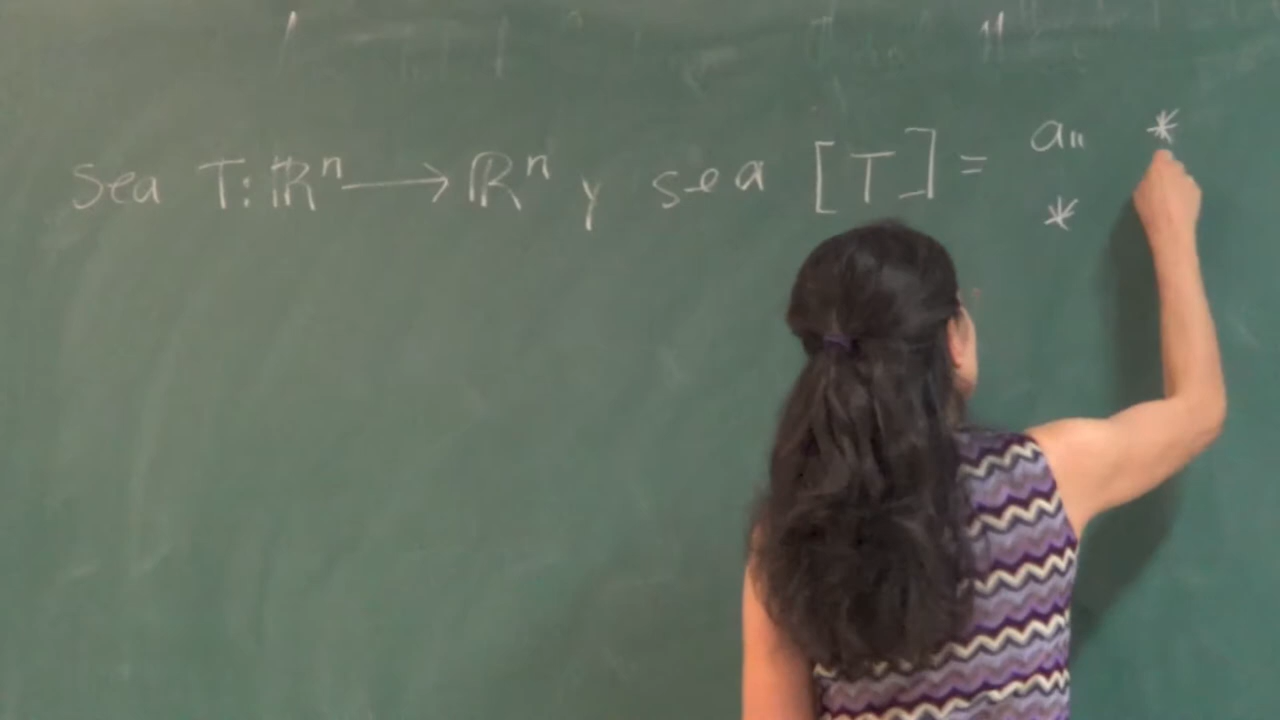 Sea T: ℝⁿ ⟶ ℝⁿ y sea [T] = a₁₁ *
*